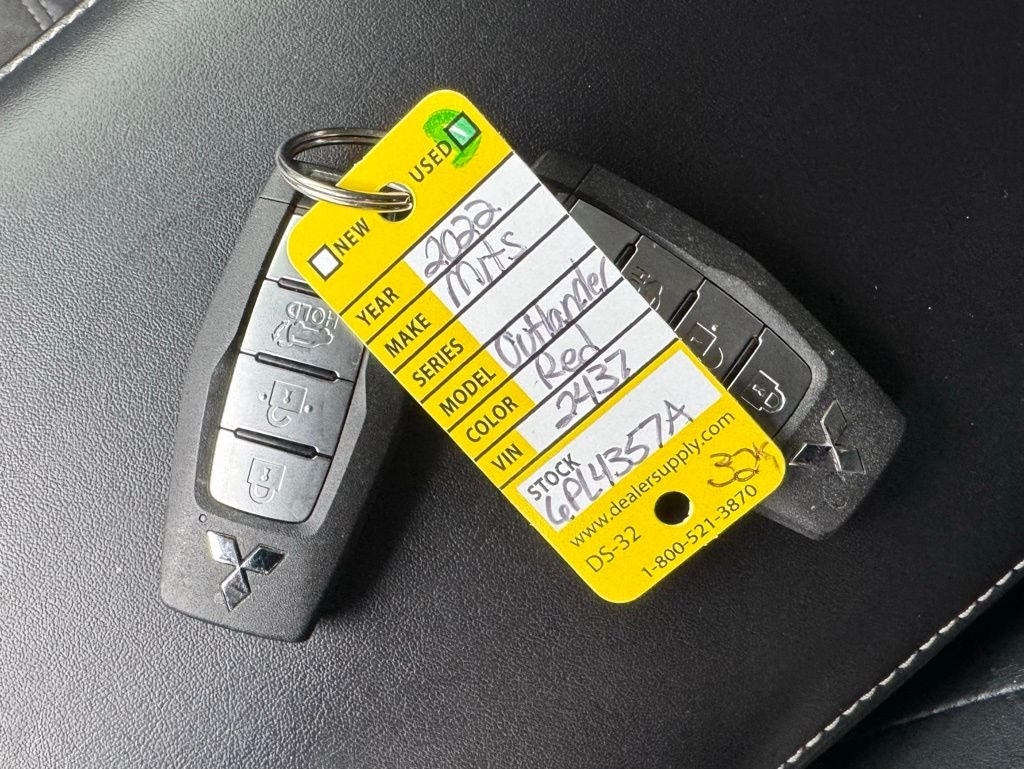 HOLD
USED
NEW
YEAR 2022
MAKE Mits
SERIES
MODEL Outlander
COLOR Red
VIN 2437
STOCK
6PL4357A
www.dealersupply.com
DS-32
32k
1-800-521-3870